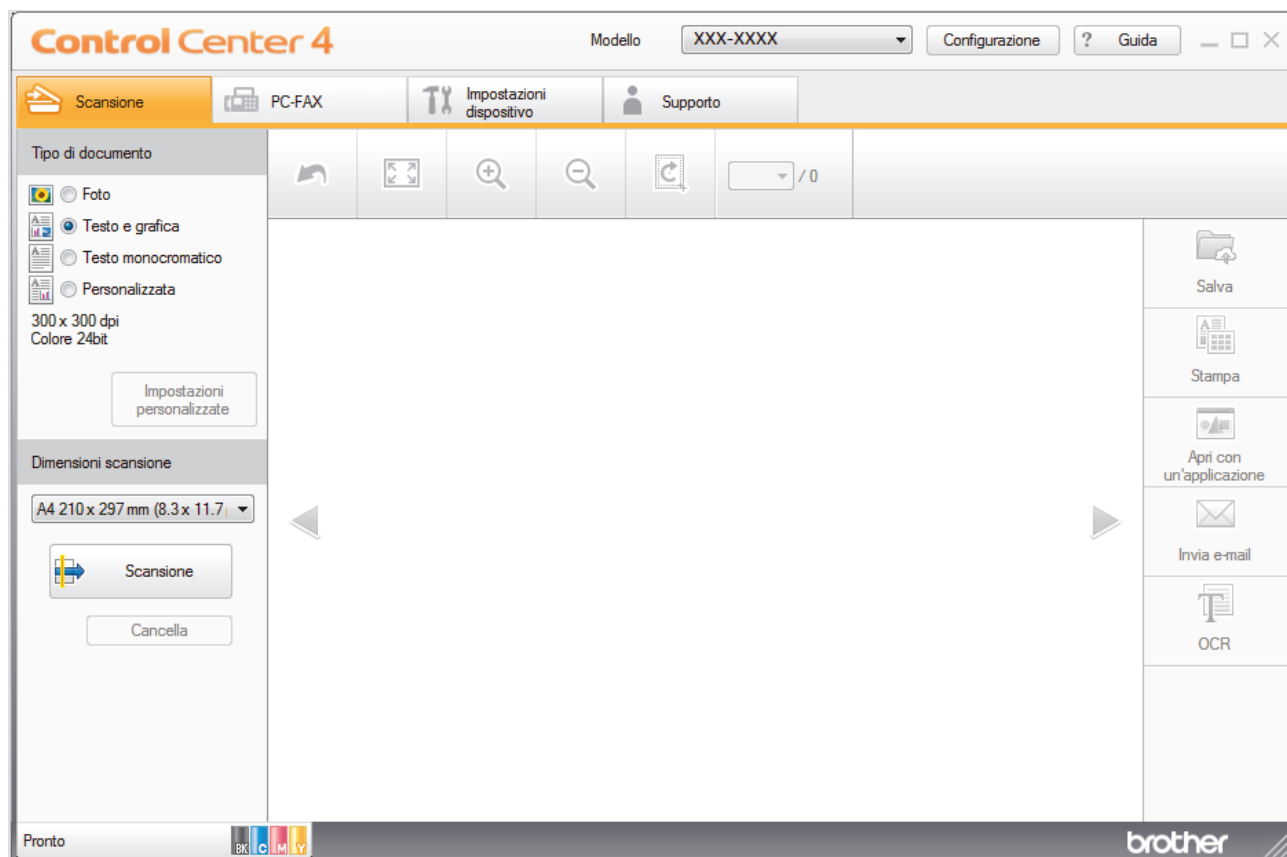 Control Center 4
Modello
XXX-XXXX
Configurazione
? Guida
Scansione
PC-FAX
Impostazioni
dispositivo
Supporto
Tipo di documento
/ 0
Foto
Testo e grafica
Testo monocromatico
Personalizzata
300 x 300 dpi
Colore 24bit
Impostazioni
personalizzate
Dimensioni scansione
A4 210 x 297 mm (8.3 x 11.7
Scansione
Cancella
Salva
Stampa
Apri con
un'applicazione
Invia e-mail
OCR
Pronto
BK C M Y
brother